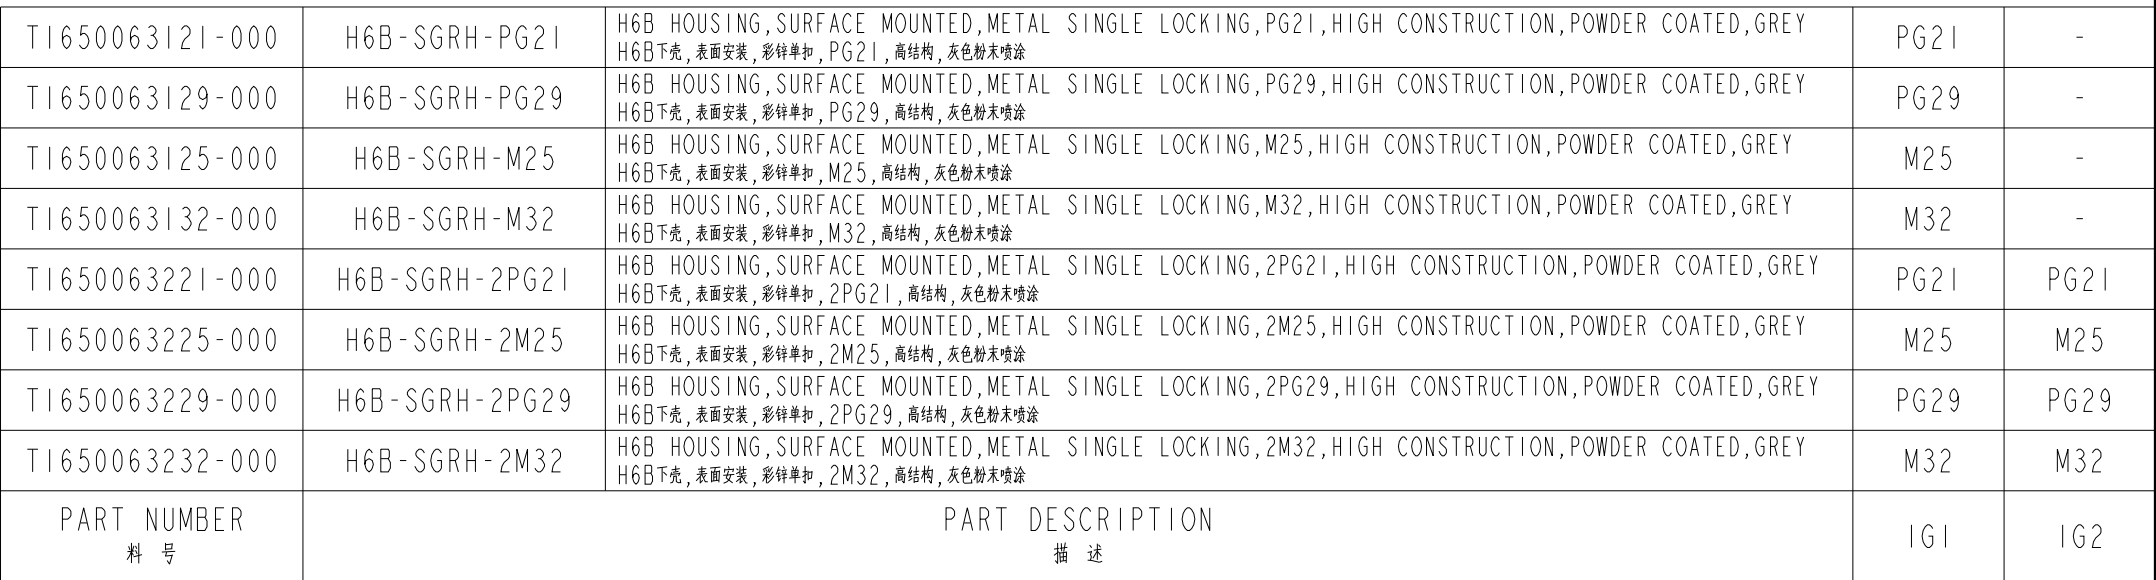 T1650063121-000 H6B-SGRH-PG21 H6B HOUSING,SURFACE MOUNTED,METAL SINGLE LOCKING,PG21,HIGH CONSTRUCTION,POWDER COATED,GREY PG21 -
H6B下壳,表面安装,彩锌单扣,PG21,高结构,灰色粉末喷涂
T1650063129-000 H6B-SGRH-PG29 H6B HOUSING,SURFACE MOUNTED,METAL SINGLE LOCKING,PG29,HIGH CONSTRUCTION,POWDER COATED,GREY PG29 -
H6B下壳,表面安装,彩锌单扣,PG29,高结构,灰色粉末喷涂
T1650063125-000 H6B-SGRH-M25 H6B HOUSING,SURFACE MOUNTED,METAL SINGLE LOCKING,M25,HIGH CONSTRUCTION,POWDER COATED,GREY M25 -
H6B下壳,表面安装,彩锌单扣,M25,高结构,灰色粉末喷涂
T1650063132-000 H6B-SGRH-M32 H6B HOUSING,SURFACE MOUNTED,METAL SINGLE LOCKING,M32,HIGH CONSTRUCTION,POWDER COATED,GREY M32 -
H6B下壳,表面安装,彩锌单扣,M32,高结构,灰色粉末喷涂
T1650063221-000 H6B-SGRH-2PG21 H6B HOUSING,SURFACE MOUNTED,METAL SINGLE LOCKING,2PG21,HIGH CONSTRUCTION,POWDER COATED,GREY PG21 PG21
H6B下壳,表面安装,彩锌单扣,2PG21,高结构,灰色粉末喷涂
T1650063225-000 H6B-SGRH-2M25 H6B HOUSING,SURFACE MOUNTED,METAL SINGLE LOCKING,2M25,HIGH CONSTRUCTION,POWDER COATED,GREY M25 M25
H6B下壳,表面安装,彩锌单扣,2M25,高结构,灰色粉末喷涂
T1650063229-000 H6B-SGRH-2PG29 H6B HOUSING,SURFACE MOUNTED,METAL SINGLE LOCKING,2PG29,HIGH CONSTRUCTION,POWDER COATED,GREY PG29 PG29
H6B下壳,表面安装,彩锌单扣,2PG29,高结构,灰色粉末喷涂
T1650063232-000 H6B-SGRH-2M32 H6B HOUSING,SURFACE MOUNTED,METAL SINGLE LOCKING,2M32,HIGH CONSTRUCTION,POWDER COATED,GREY M32 M32
H6B下壳,表面安装,彩锌单扣,2M32,高结构,灰色粉末喷涂
PART NUMBER PART DESCRIPTION IG1 IG2
料 号 描 述